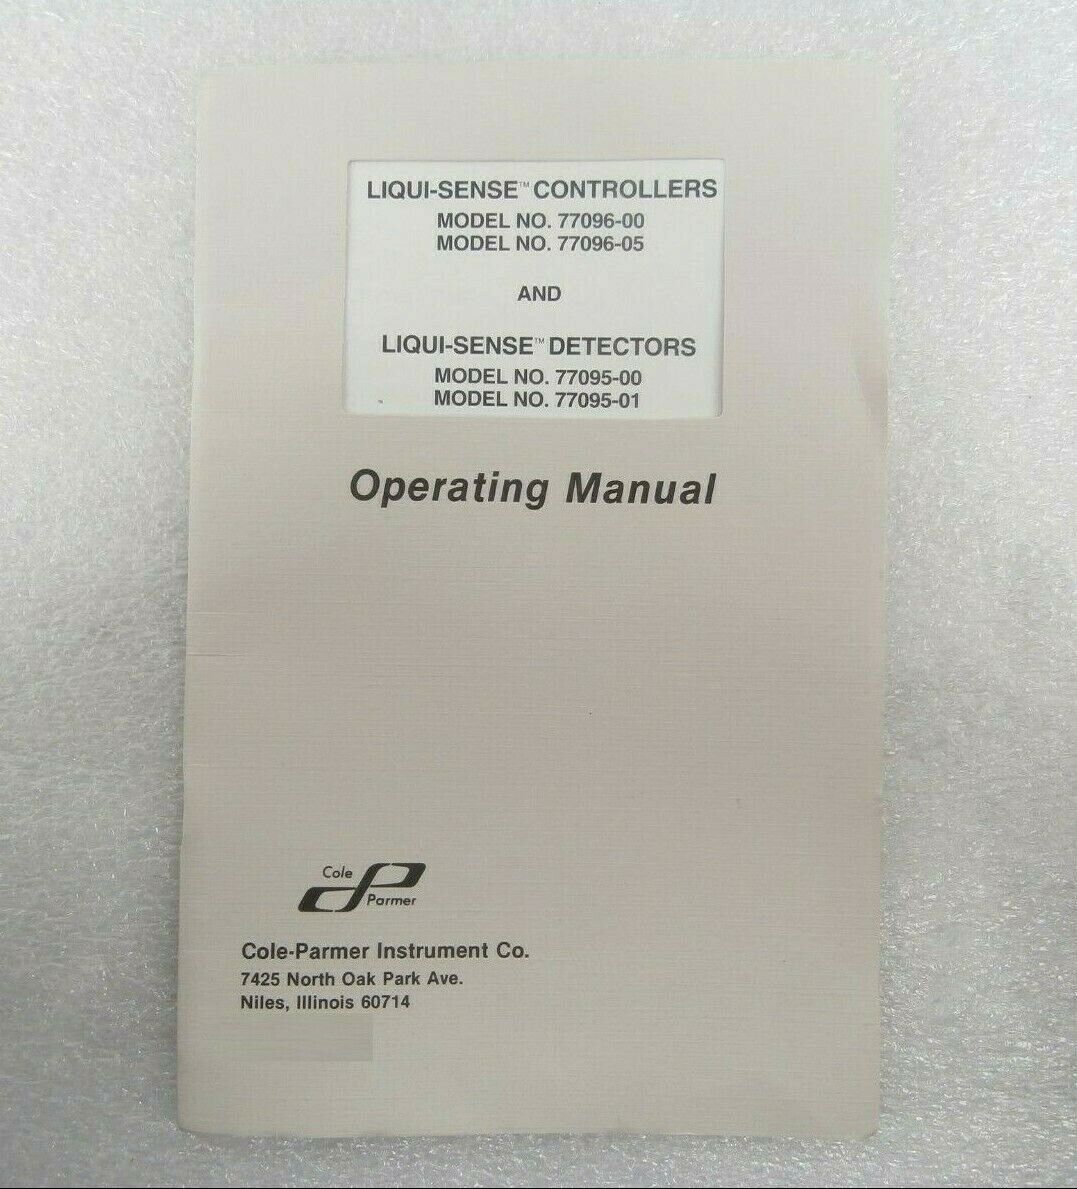 LIQUI-SENSE™ CONTROLLERS
MODEL NO. 77096-00
MODEL NO. 77096-05
AND
LIQUI-SENSE™ DETECTORS
MODEL NO. 77095-00
MODEL NO. 77095-01
Operating Manual
Cole
Parmer
Cole-Parmer Instrument Co.
7425 North Oak Park Ave.
Niles, Illinois 60714